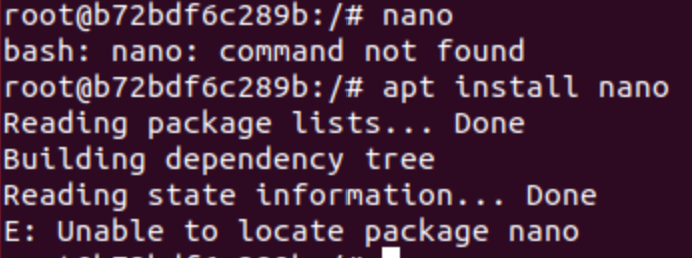 root@b72bdf6c289b:/# nano
bash: nano: command not found
root@b72bdf6c289b:/# apt install nano
Reading package lists... Done
Building dependency tree
Reading state information... Done
E: Unable to locate package nano